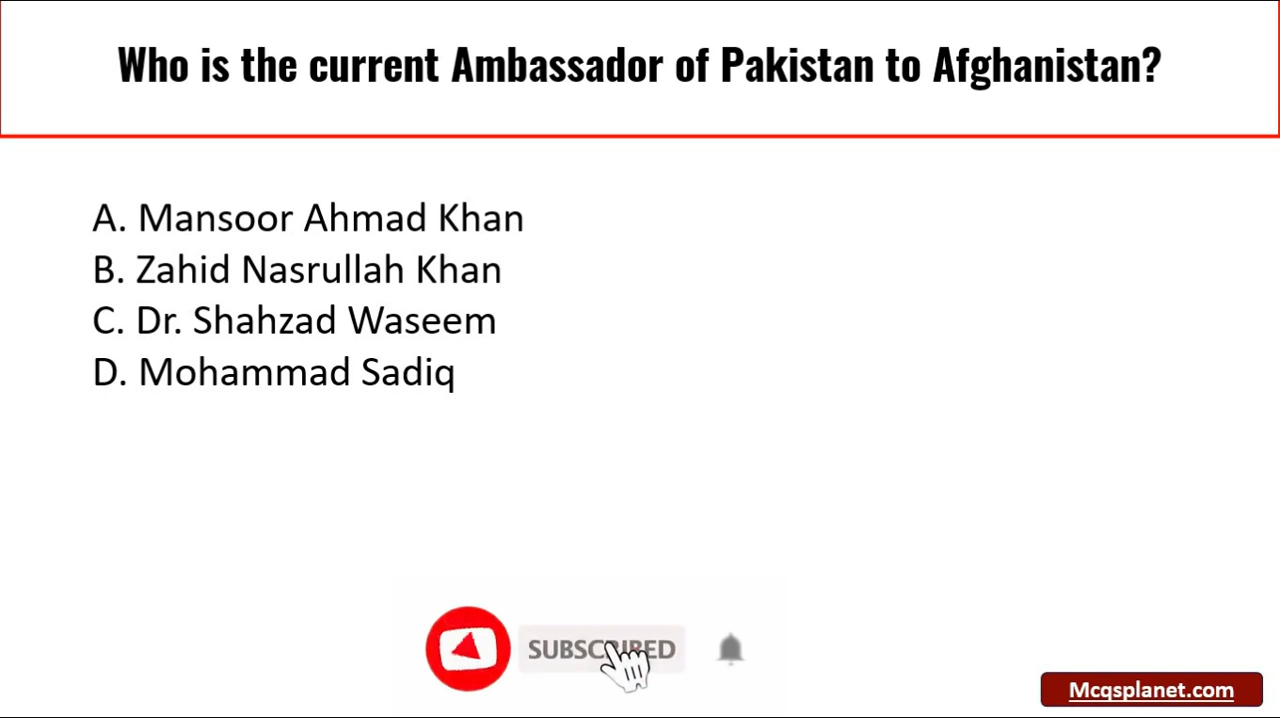 Who is the current Ambassador of Pakistan to Afghanistan?
A. Mansoor Ahmad Khan
B. Zahid Nasrullah Khan
C. Dr. Shahzad Waseem
D. Mohammad Sadiq
SUBSCRIBED
Mcqsplanet.com